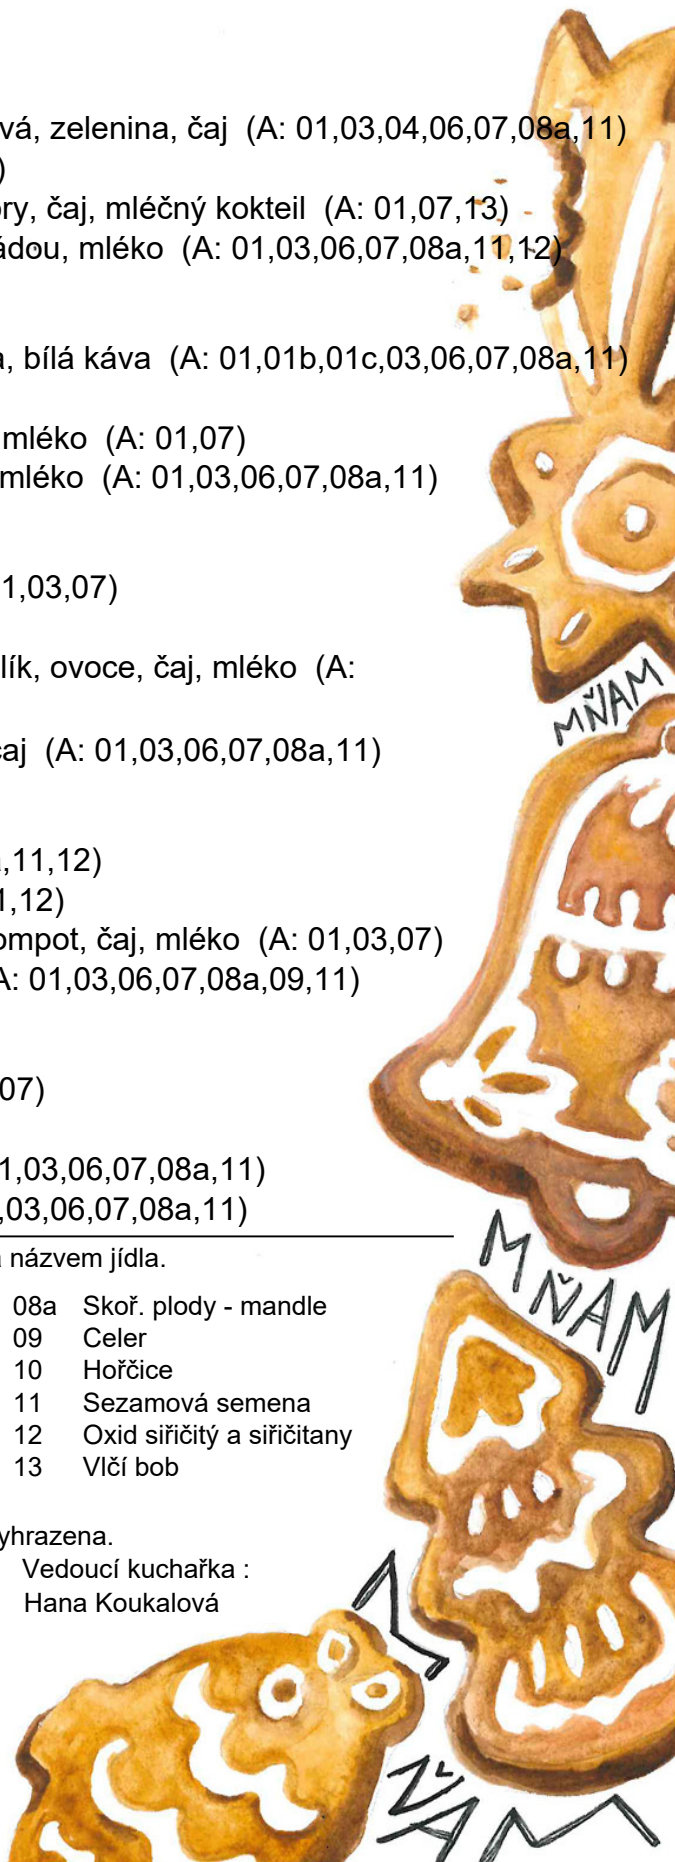 vá, zelenina, čaj (A: 01,03,04,06,07,08a,11)
)
ry, čaj, mléčný kokteil (A: 01,07,13)
ádou, mléko (A: 01,03,06,07,08a,11,12)
a, bílá káva (A: 01,01b,01c,03,06,07,08a,11)
mléko (A: 01,07)
mléko (A: 01,03,06,07,08a,11)
1,03,07)
lík, ovoce, čaj, mléko (A:
MŇAM
čaj (A: 01,03,06,07,08a,11)
,11,12)
1,12)
ompot, čaj, mléko (A: 01,03,07)
A: 01,03,06,07,08a,09,11)
07)
1,03,06,07,08a,11)
,03,06,07,08a,11)
MŇAM
a názvem jídla.
08a Skoř. plody - mandle
09 Celer
10 Hořčice
11 Sezamová semena
12 Oxid siřičitý a siřičitany
13 Vlčí bob
yhrazena.
Vedoucí kuchařka :
Hana Koukalová
MŇAM